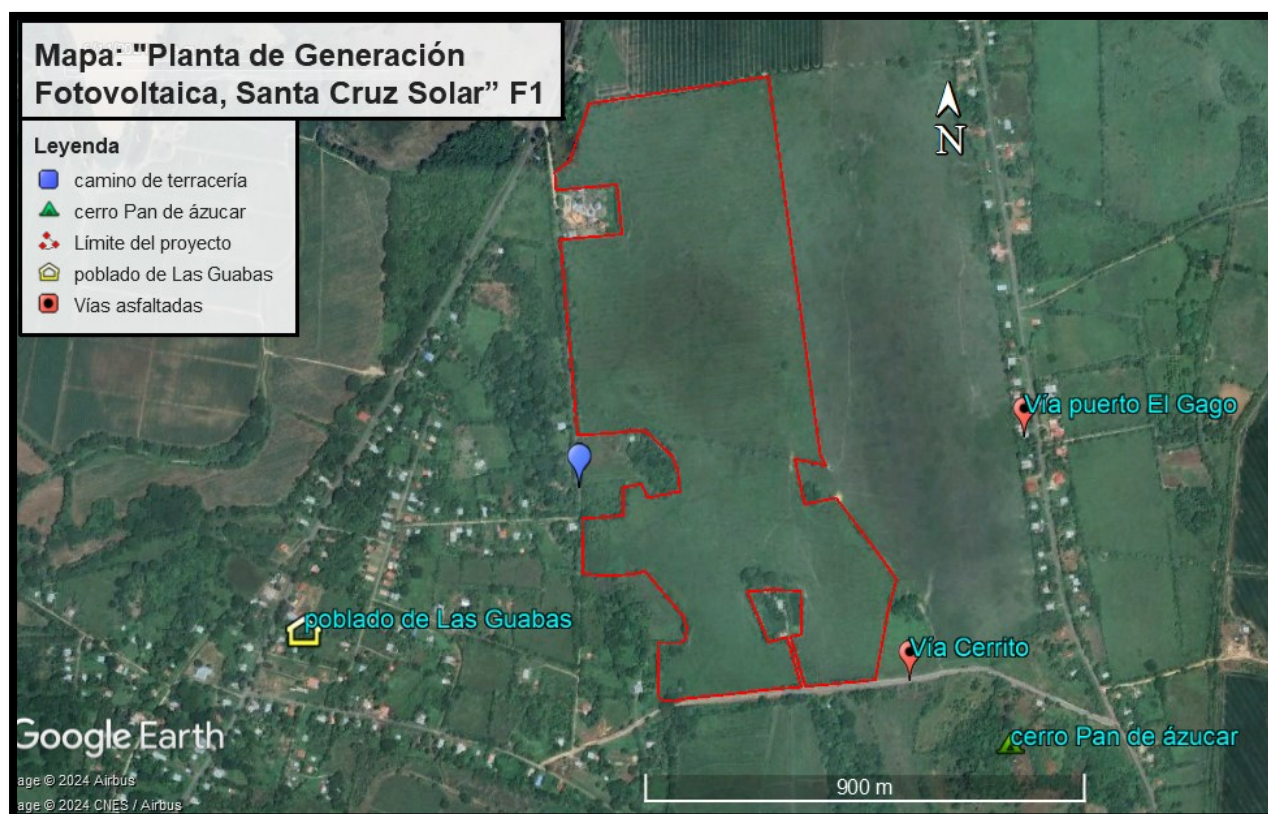 Mapa: "Planta de Generación
Fotovoltaica, Santa Cruz Solar” F1
Leyenda
camino de terracería
cerro Pan de ázucar
Límite del proyecto
poblado de Las Guabas
Vías asfaltadas
N
Vía puerto El Gago
poblado de Las Guabas
Vía Cerrito
cerro Pan de ázucar
Google Earth
age © 2024 Airbus
age © 2024 CNES / Airbus
900 m